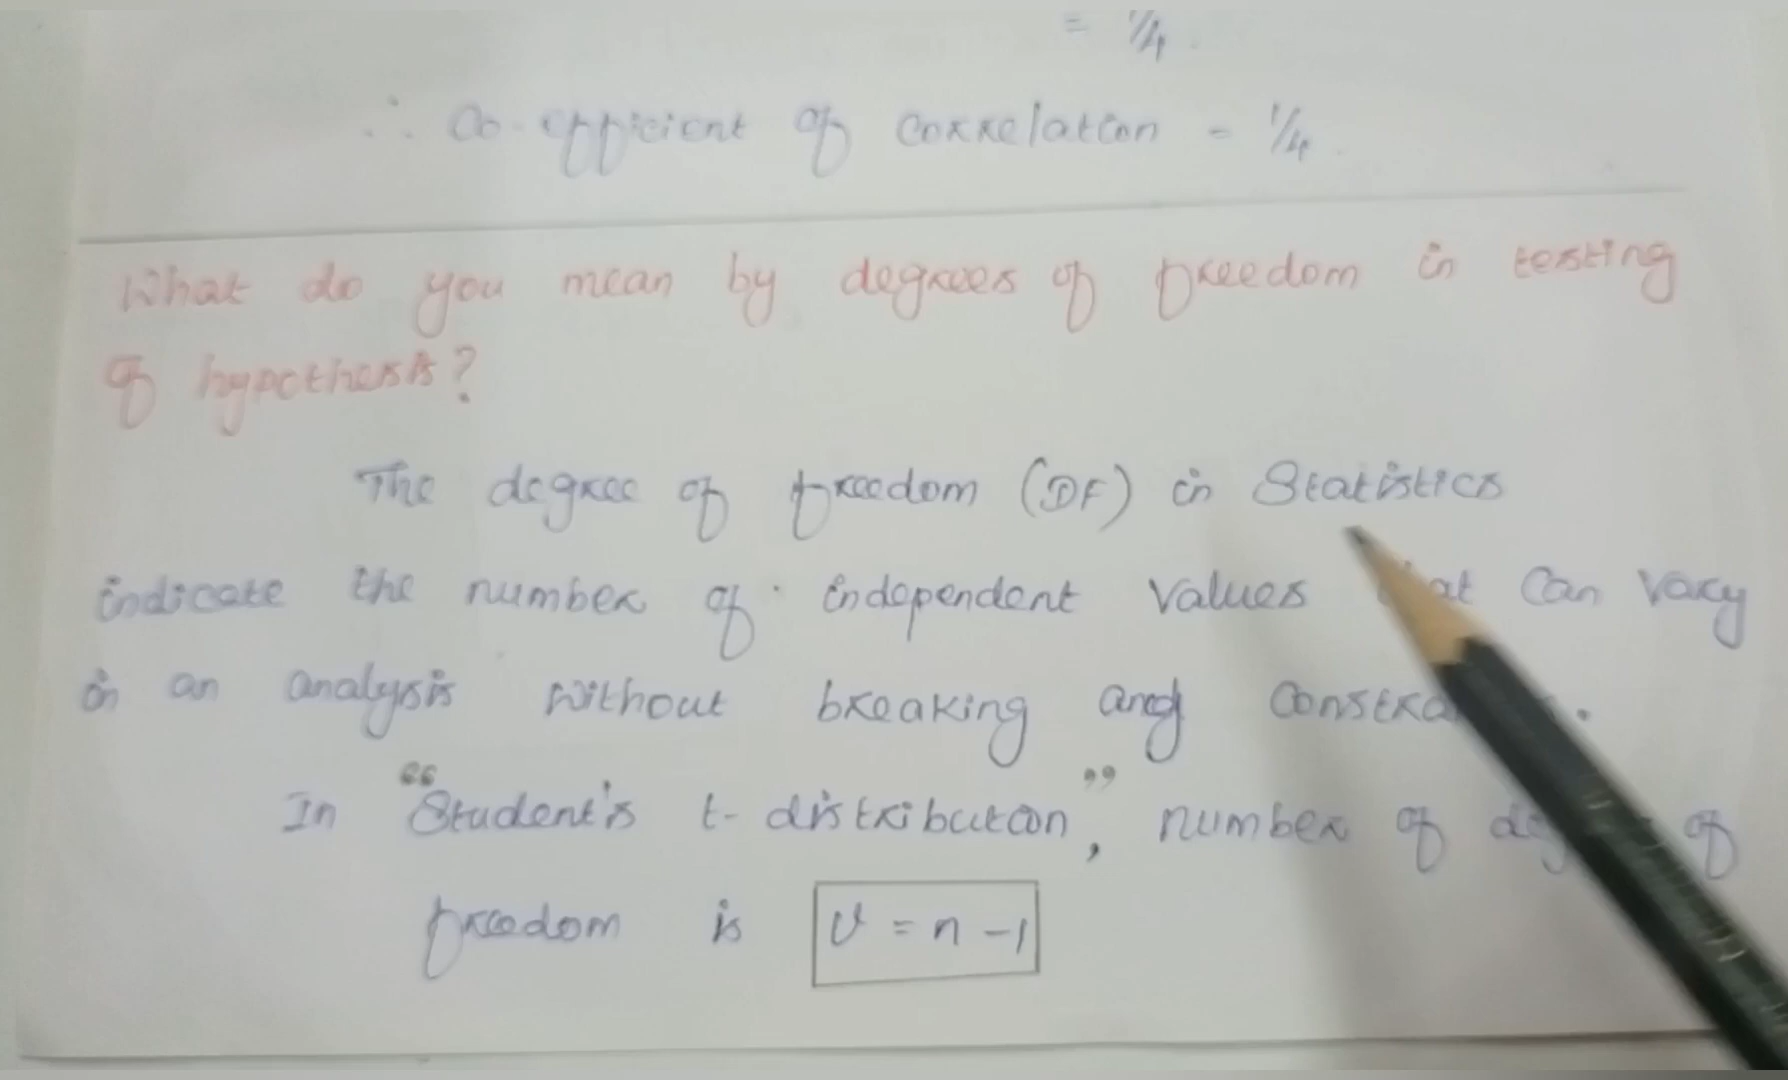 = 1/4.
∴ Co-efficient of correlation = 1/4.
What do you mean by degrees of freedom in testing
of hypothesis?
The degree of freedom (DF) in Statistics
indicate the number of independent values can vary
in an analysis without breaking any
In "Student's t-distribution", number of of
freedom is ν = n - 1